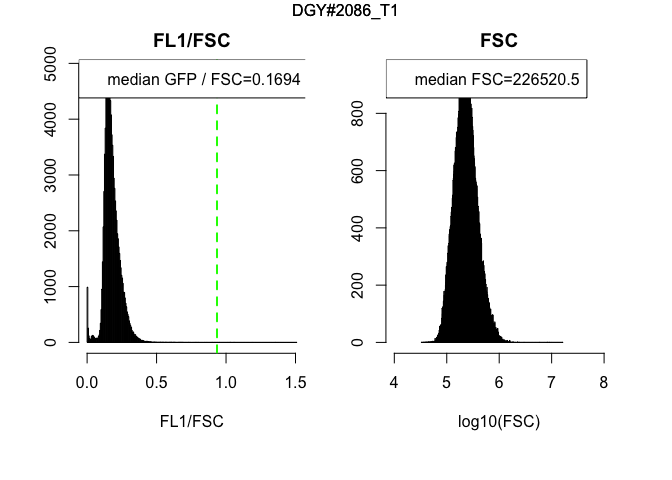 DGY#2086_T1
FL1/FSC
median GFP / FSC=0.1694
5000
4000
3000
2000
1000
0
0.0 0.5 1.0 1.5
FL1/FSC
FSC
median FSC=226520.5
800
600
400
200
0
4 5 6 7 8
log10(FSC)